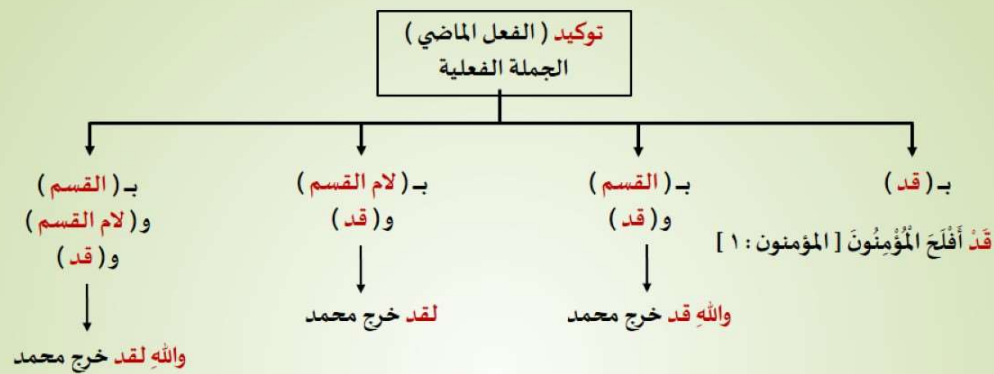 توكيد ( الفعل الماضي )
الجملة الفعلية
بـ ( قد )
قَدْ أَفْلَحَ الْمُؤْمِنُونَ [ المؤمنون : ١ ]
بـ ( القسم )
و ( قد )
واللهِ قد خرج محمد
بـ ( لام القسم )
و ( قد )
لقد خرج محمد
بـ ( القسم )
و ( لام القسم )
و ( قد )
واللهِ لقد خرج محمد